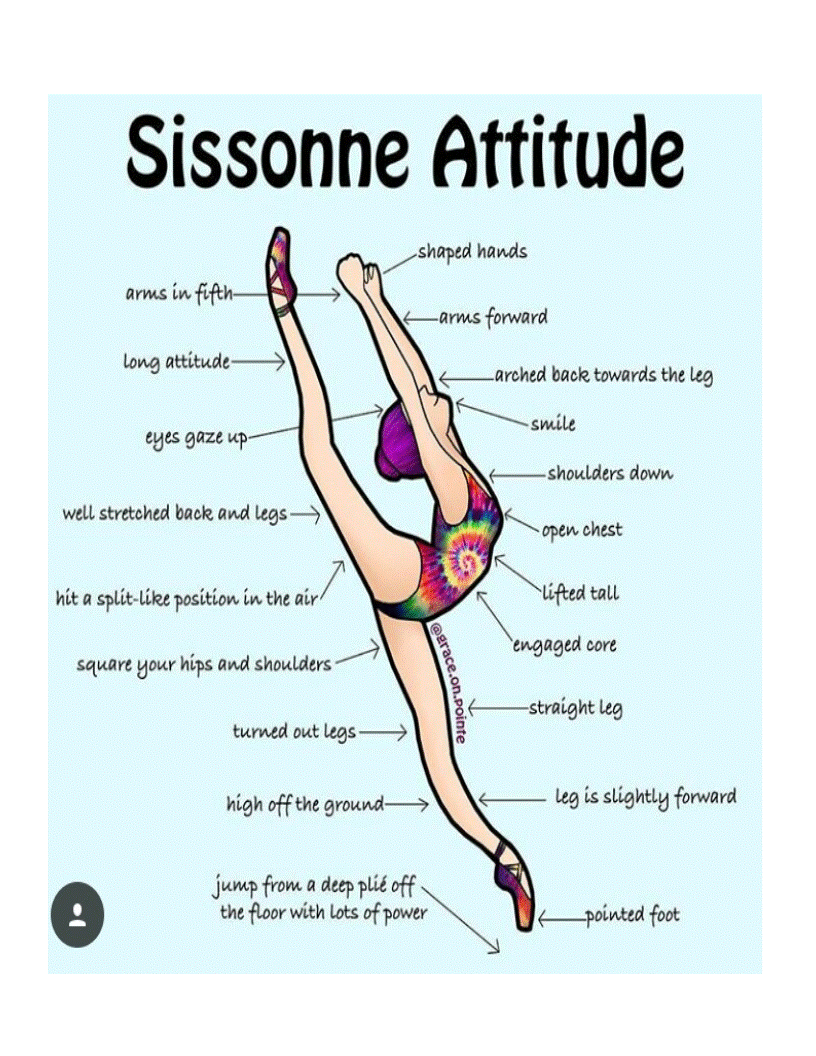 Sissonne Attitude
shaped hands
arms in fifth
arms forward
long attitude
arched back towards the leg
smile
eyes gaze up
shoulders down
well stretched back and legs
open chest
hit a split-like position in the air
lifted tall
engaged core
square your hips and shoulders
@grace.on.pointe
straight leg
turned out legs
high off the ground
leg is slightly forward
jump from a deep plié off
the floor with lots of power
pointed foot